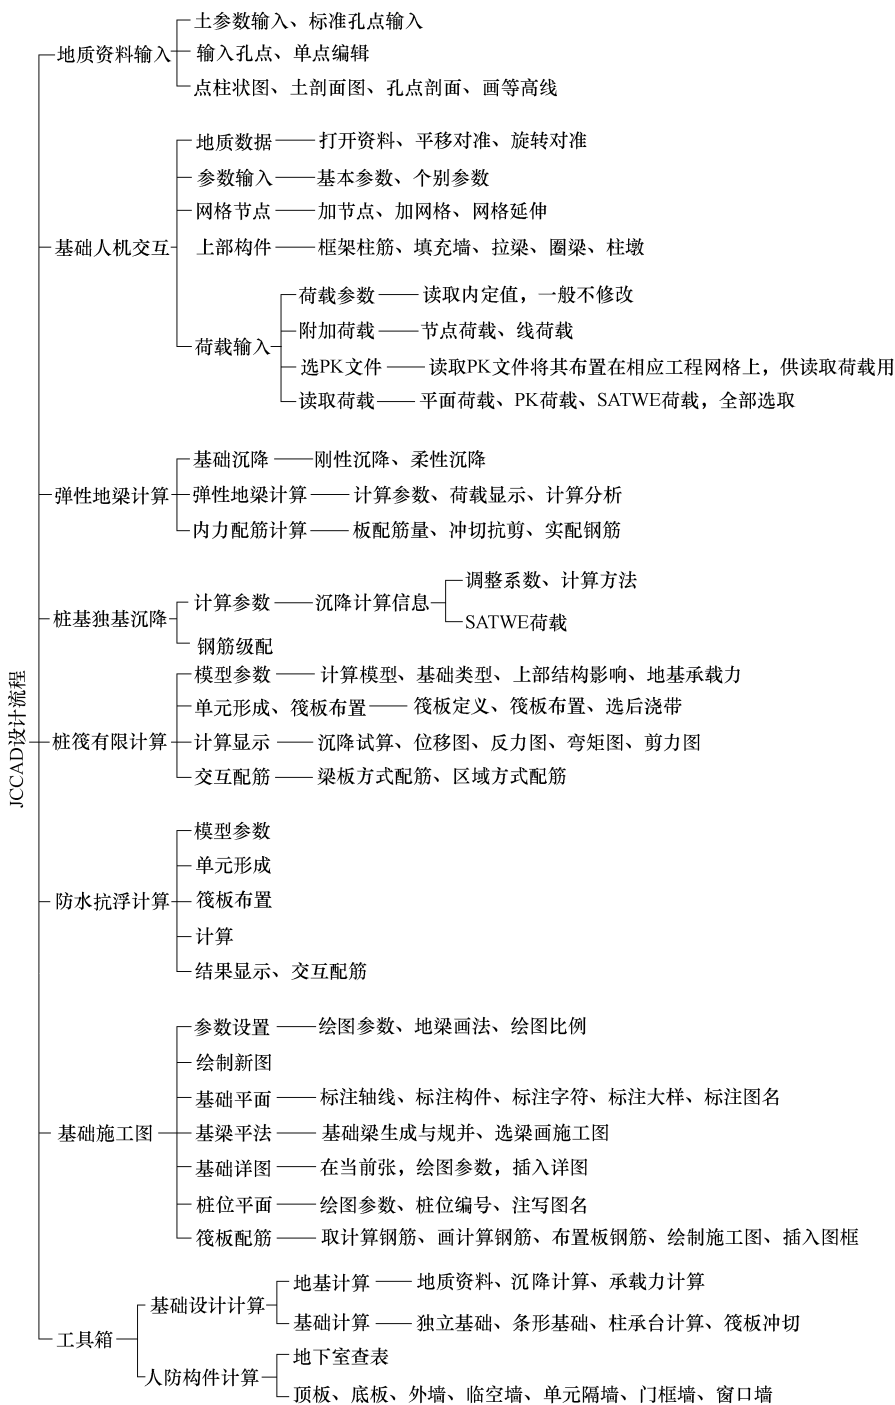 JCCAD设计流程
地质资料输入
土参数输入、标准孔点输入
输入孔点、单点编辑
点柱状图、土剖面图、孔点剖面、画等高线
基础人机交互
地质数据——打开资料、平移对准、旋转对准
参数输入——基本参数、个别参数
网格节点——加节点、加网格、网格延伸
上部构件——框架柱筋、填充墙、拉梁、圈梁、柱墩
荷载输入
荷载参数——读取内定值，一般不修改
附加荷载——节点荷载、线荷载
选PK文件——读取PK文件将其布置在相应工程网格上，供读取荷载用
读取荷载——平面荷载、PK荷载、SATWE荷载，全部选取
弹性地梁计算
基础沉降——刚性沉降、柔性沉降
弹性地梁计算——计算参数、荷载显示、计算分析
内力配筋计算——板配筋量、冲切抗剪、实配钢筋
桩基独基沉降
计算参数——沉降计算信息
调整系数、计算方法
SATWE荷载
钢筋级配
桩筏有限计算
模型参数——计算模型、基础类型、上部结构影响、地基承载力
单元形成、筏板布置——筏板定义、筏板布置、选后浇带
计算显示——沉降试算、位移图、反力图、弯矩图、剪力图
交互配筋——梁板方式配筋、区域方式配筋
防水抗浮计算
模型参数
单元形成
筏板布置
计算
结果显示、交互配筋
基础施工图
参数设置——绘图参数、地梁画法、绘图比例
绘制新图
基础平面——标注轴线、标注构件、标注字符、标注大样、标注图名
基梁平法——基础梁生成与规并、选梁画施工图
基础详图——在当前张，绘图参数，插入详图
桩位平面——绘图参数、桩位编号、注写图名
筏板配筋——取计算钢筋、画计算钢筋、布置板钢筋、绘制施工图、插入图框
工具箱
基础设计计算
地基计算——地质资料、沉降计算、承载力计算
基础计算——独立基础、条形基础、柱承台计算、筏板冲切
人防构件计算
地下室查表
顶板、底板、外墙、临空墙、单元隔墙、门框墙、窗口墙